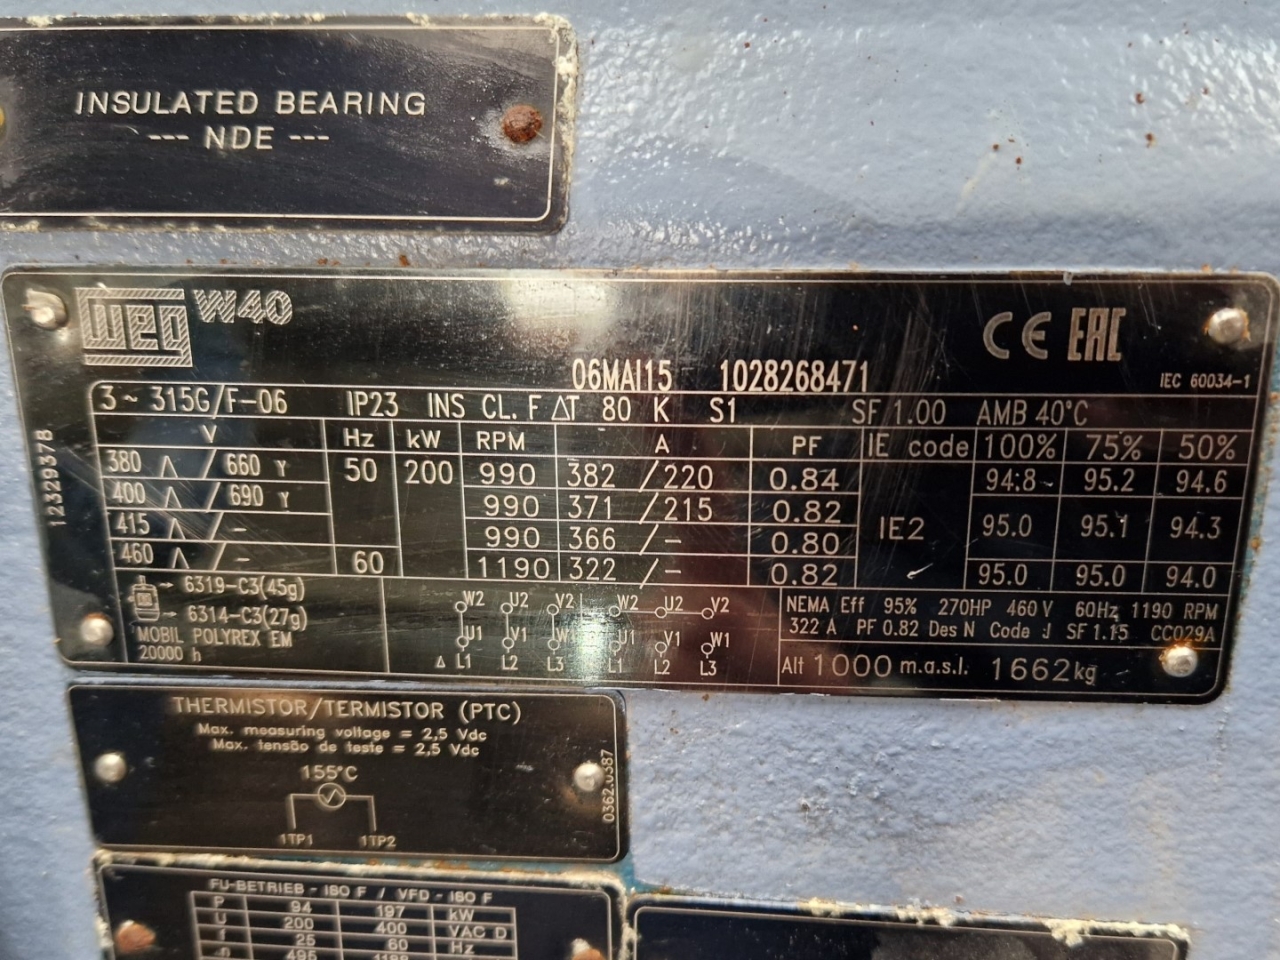 INSULATED BEARING
--- NDE ---
WEG W40
CE EAC
06MAI15 1028268471
IEC 60034-1
3~ 315G/F-06 IP23 INS CL. F ΔT 80 K S1 SF 1.00 AMB 40°C
V Hz kW RPM A PF IE code 100% 75% 50%
380 Δ / 660 Y 50 200 990 382 / 220 0.84 94.8 95.2 94.6
400 Δ / 690 Y 990 371 / 215 0.82 IE2 95.0 95.1 94.3
415 Δ / - 990 366 / - 0.80
460 Δ / - 60 1190 322 / - 0.82 95.0 95.0 94.0
1232937B
6319-C3(45g)
6314-C3(27g)
MOBIL POLYREX EM
20000 h
W2 U2 V2 W2 U2 V2
U1 V1 W1 U1 V1 W1
Δ L1 L2 L3 L1 L2 L3
NEMA Eff 95% 270HP 460 V 60Hz 1190 RPM
322 A PF 0.82 Des N Code J SF 1.15 CC029A
Alt 1000 m.a.s.l. 1662kg
THERMISTOR/TERMISTOR (PTC)
Max. measuring voltage = 2,5 Vdc
Max. tensão de teste = 2,5 Vdc
155°C
1TP1 1TP2
0362.0387
FU-BETRIEB - ISO F / VFD - ISO F
P 94 197 kW
U 200 400 VAC D
f 25 60 Hz
n 495 1188